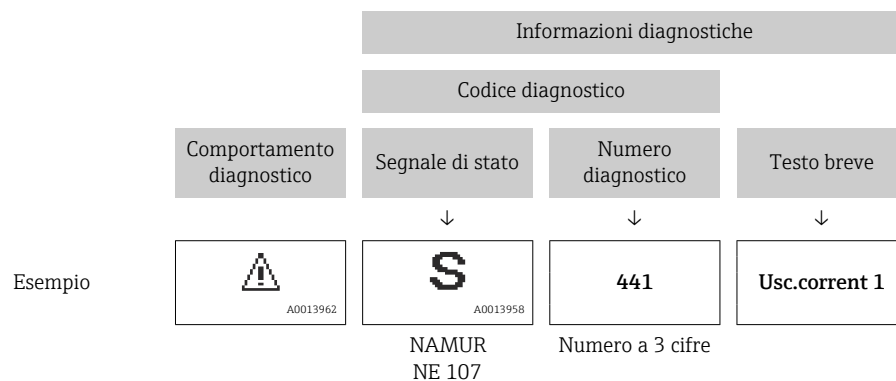 Informazioni diagnostiche
Codice diagnostico
Comportamento
diagnostico
Segnale di stato
Numero
diagnostico
Testo breve
↓ ↓ ↓
Esempio
A0013962
S
A0013958
441
Usc.corrent 1
NAMUR
NE 107
Numero a 3 cifre